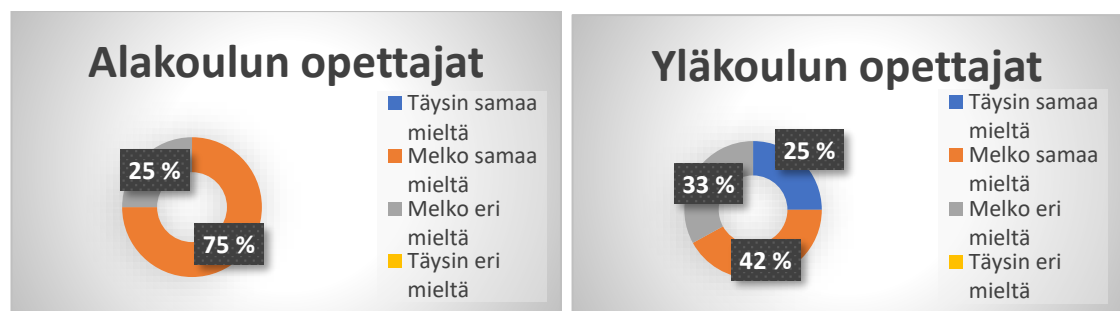 Alakoulun opettajat
Täysin samaa
mieltä
Melko samaa
mieltä
Melko eri
mieltä
Täysin eri
mieltä
25 %
75 %
Yläkoulun opettajat
Täysin samaa
mieltä
Melko samaa
mieltä
Melko eri
mieltä
Täysin eri
mieltä
25 %
33 %
42 %